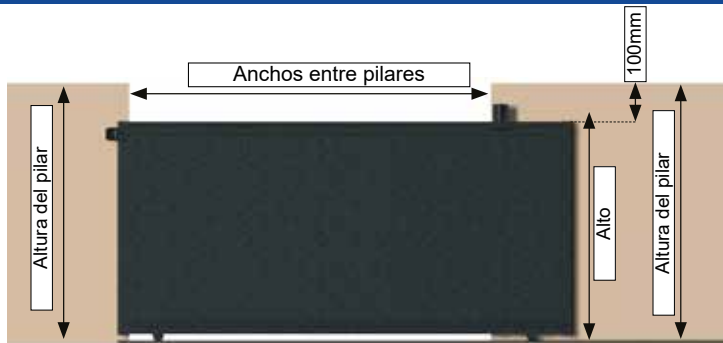 Anchos entre pilares
100mm
Altura del pilar
Alto
Altura del pilar